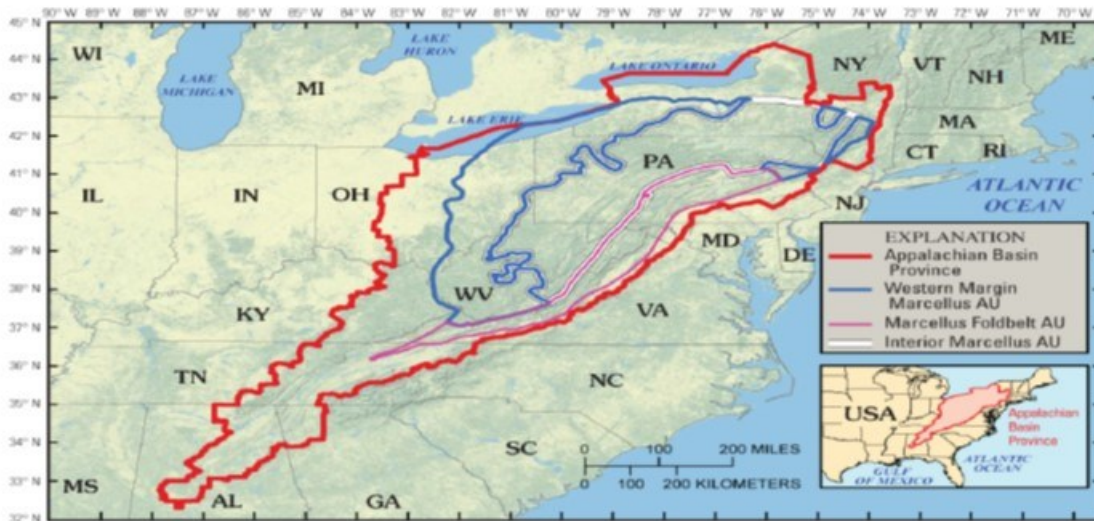 90°W 89°W 88°W 87°W 86°W 85°W 84°W 83°W 82°W 81°W 80°W 79°W 78°W 77°W 76°W 75°W 74°W 73°W 72°W 71°W 70°W
45°N
44°N
43°N
42°N
41°N
40°N
39°N
38°N
37°N
36°N
35°N
34°N
33°N
32°N
WI
LAKE
MICHIGAN
MI
LAKE
HURON
LAKE ONTARIO
LAKE ERIE
NY
VT
NH
ME
MA
CT
RI
PA
NJ
IL
IN
OH
MD
DE
WV
VA
KY
TN
NC
SC
MS
AL
GA
ATLANTIC
OCEAN
EXPLANATION
Appalachian Basin
Province
Western Margin
Marcellus AU
Marcellus Foldbelt AU
Interior Marcellus AU
0 100 200 MILES
0 100 200 KILOMETERS
USA
Appalachian
Basin
Province
ATLANTIC
OCEAN
GULF
OF MEXICO